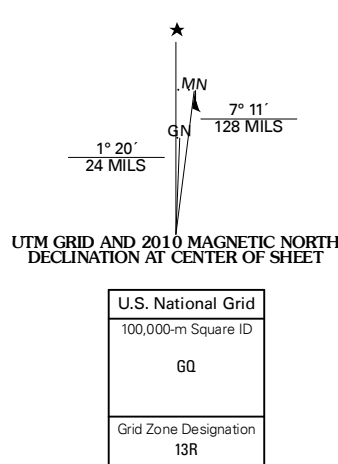 MN
7° 11´
128 MILS
GN
1° 20´
24 MILS
UTM GRID AND 2010 MAGNETIC NORTH
DECLINATION AT CENTER OF SHEET
U.S. National Grid
100,000-m Square ID
GQ
Grid Zone Designation
13R